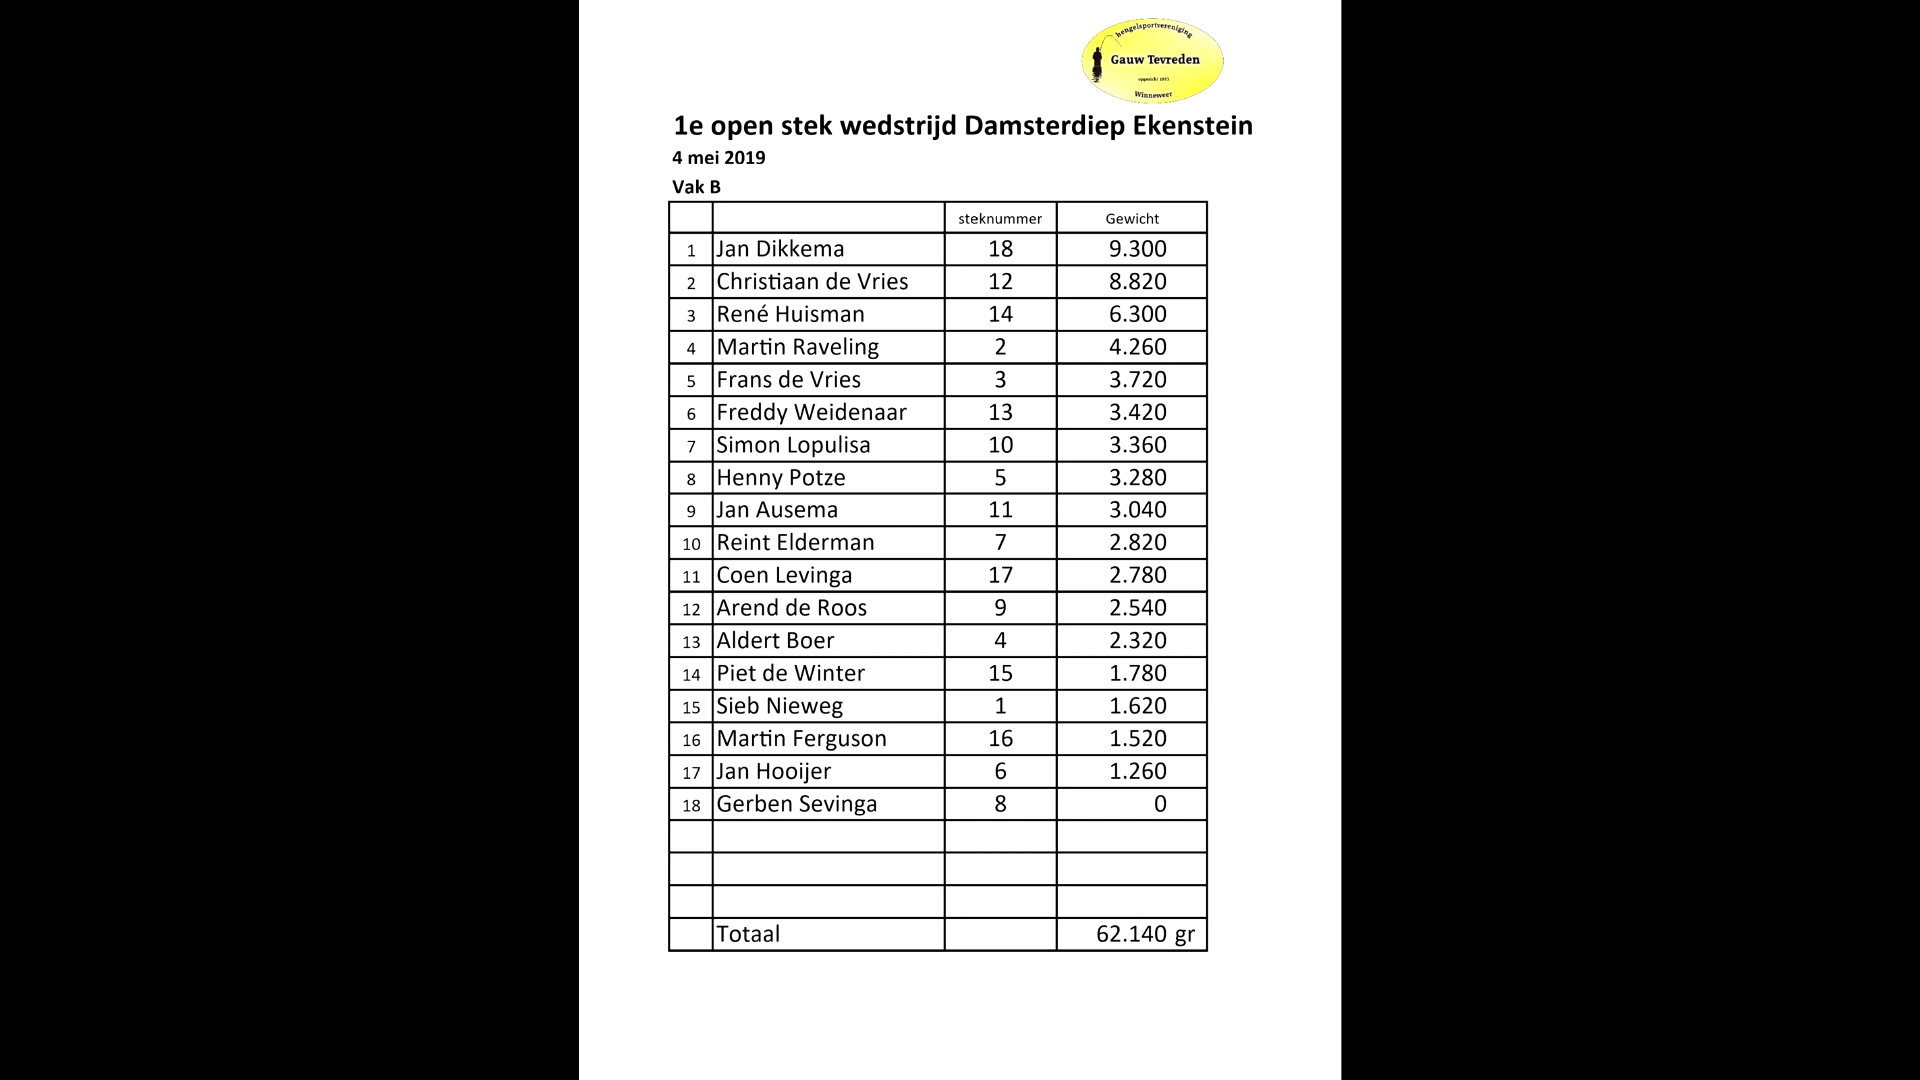 hengelsportvereniging
Gauw Tevreden
opgericht 1955
Winneweer
1e open stek wedstrijd Damsterdiep Ekenstein
4 mei 2019
Vak B
steknummer Gewicht
1 Jan Dikkema 18 9.300
2 Christiaan de Vries 12 8.820
3 René Huisman 14 6.300
4 Martin Raveling 2 4.260
5 Frans de Vries 3 3.720
6 Freddy Weidenaar 13 3.420
7 Simon Lopulisa 10 3.360
8 Henny Potze 5 3.280
9 Jan Ausema 11 3.040
10 Reint Elderman 7 2.820
11 Coen Levinga 17 2.780
12 Arend de Roos 9 2.540
13 Aldert Boer 4 2.320
14 Piet de Winter 15 1.780
15 Sieb Nieweg 1 1.620
16 Martin Ferguson 16 1.520
17 Jan Hooijer 6 1.260
18 Gerben Sevinga 8 0
Totaal 62.140 gr